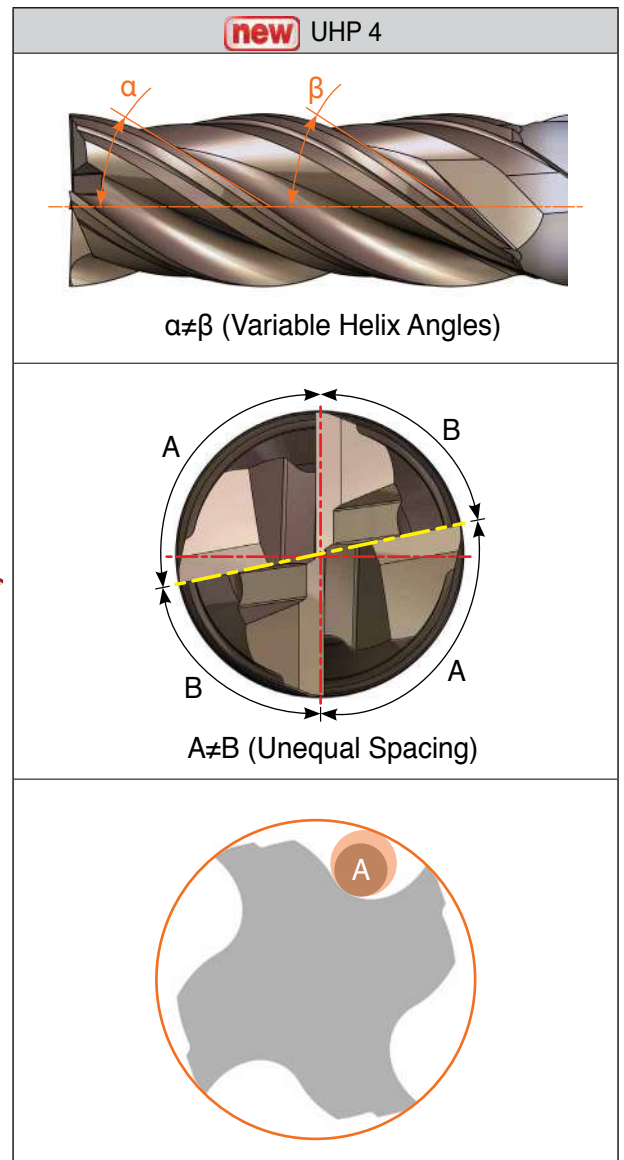 new UHP 4
α β
α≠β (Variable Helix Angles)
A B
B A
A≠B (Unequal Spacing)
A